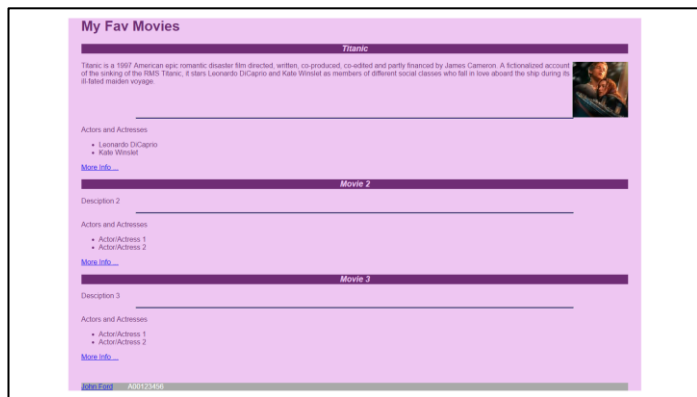 My Fav Movies
Titanic
Titanic is a 1997 American epic romantic disaster film directed, written, co-produced, co-edited and partly financed by James Cameron. A fictionalized account
of the sinking of the RMS Titanic, it stars Leonardo DiCaprio and Kate Winslet as members of different social classes who fall in love aboard the ship during its
ill-fated maiden voyage.
Actors and Actresses
• Leonardo DiCaprio
• Kate Winslet
More Info ...
Movie 2
Desciption 2
Actors and Actresses
• Actor/Actress 1
• Actor/Actress 2
More Info ...
Movie 3
Desciption 3
Actors and Actresses
• Actor/Actress 1
• Actor/Actress 2
More Info ...
John Ford A00123456